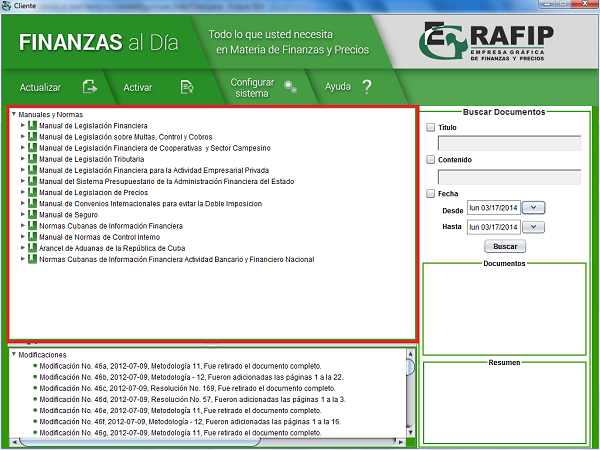 Cliente
FINANZAS al Día
Todo lo que usted necesita
en Materia de Finanzas y Precios
EGRAFIP
EMPRESA GRÁFICA
DE FINANZAS Y PRECIOS
Actualizar
Activar
Configurar
sistema
Ayuda
Manuales y Normas
Manual de Legislación Financiera
Manual de Legislación sobre Multas, Control y Cobros
Manual de Legislación Financiera de Cooperativas y Sector Campesino
Manual de Legislación Tributaria
Manual de Legislación Financiera para la Actividad Empresarial Privada
Manual del Sistema Presupuestario de la Administración Financiera del Estado
Manual de Legislacion de Precios
Manual de Convenios Internacionales para evitar la Doble Imposicion
Manual de Seguro
Normas Cubanas de Información Financiera
Manual de Normas de Control Interno
Arancel de Aduanas de la República de Cuba
Normas Cubanas de Información Financiera Actividad Bancario y Financiero Nacional
Modificaciones
Modificación No. 46a, 2012-07-09, Metodología 11, Fue retirado el documento completo.
Modificación No. 46b, 2012-07-09, Metodología - 12, Fueron adicionadas las páginas 1 a la 22.
Modificación No. 46c, 2012-07-09, Resolución No. 169, Fue retirado el documento completo.
Modificación No. 46d, 2012-07-09, Resolución No. 57, Fueron adicionadas las páginas 1 a la 3.
Modificación No. 46e, 2012-07-09, Metodología 11, Fue retirado el documento completo.
Modificación No. 46f, 2012-07-09, Metodología - 12, Fueron adicionadas las páginas 1 a la 16.
Modificación No. 46g, 2012-07-09, Metodología 11, Fue retirado el documento completo.
Buscar Documentos
Título
Contenido
Fecha
Desde lun 03/17/2014
Hasta lun 03/17/2014
Buscar
Documentos
Resumen